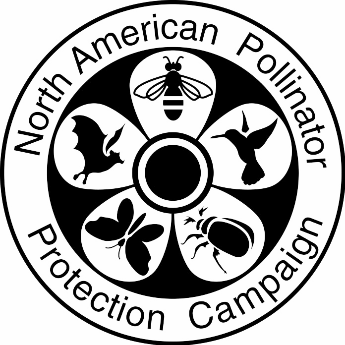 North American Pollinator
Protection Campaign